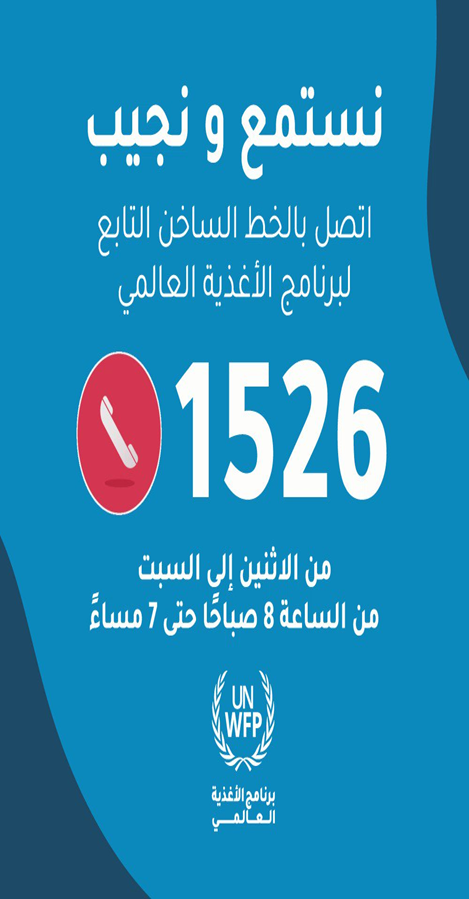 نستمع و نجيب
اتصل بالخط الساخن التابع
لبرنامج الأغذية العالمي
1526
من الاثنين إلى السبت
من الساعة 8 صباحًا حتى 7 مساءً
UN
WFP
برنامج الأغذية
العـالمــــي